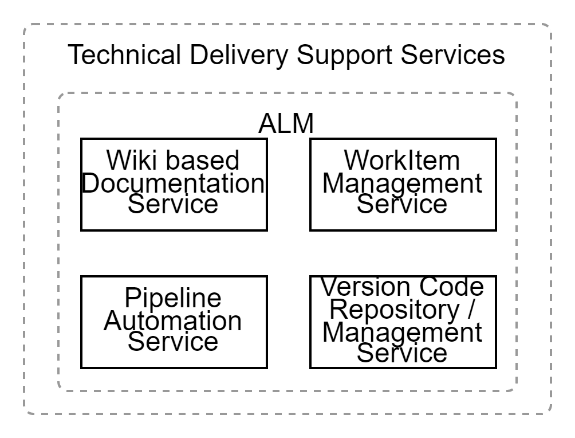 Technical Delivery Support Services
ALM
Wiki based
Documentation
Service
WorkItem
Management
Service
Pipeline
Automation
Service
Version Code
Repository /
Management
Service